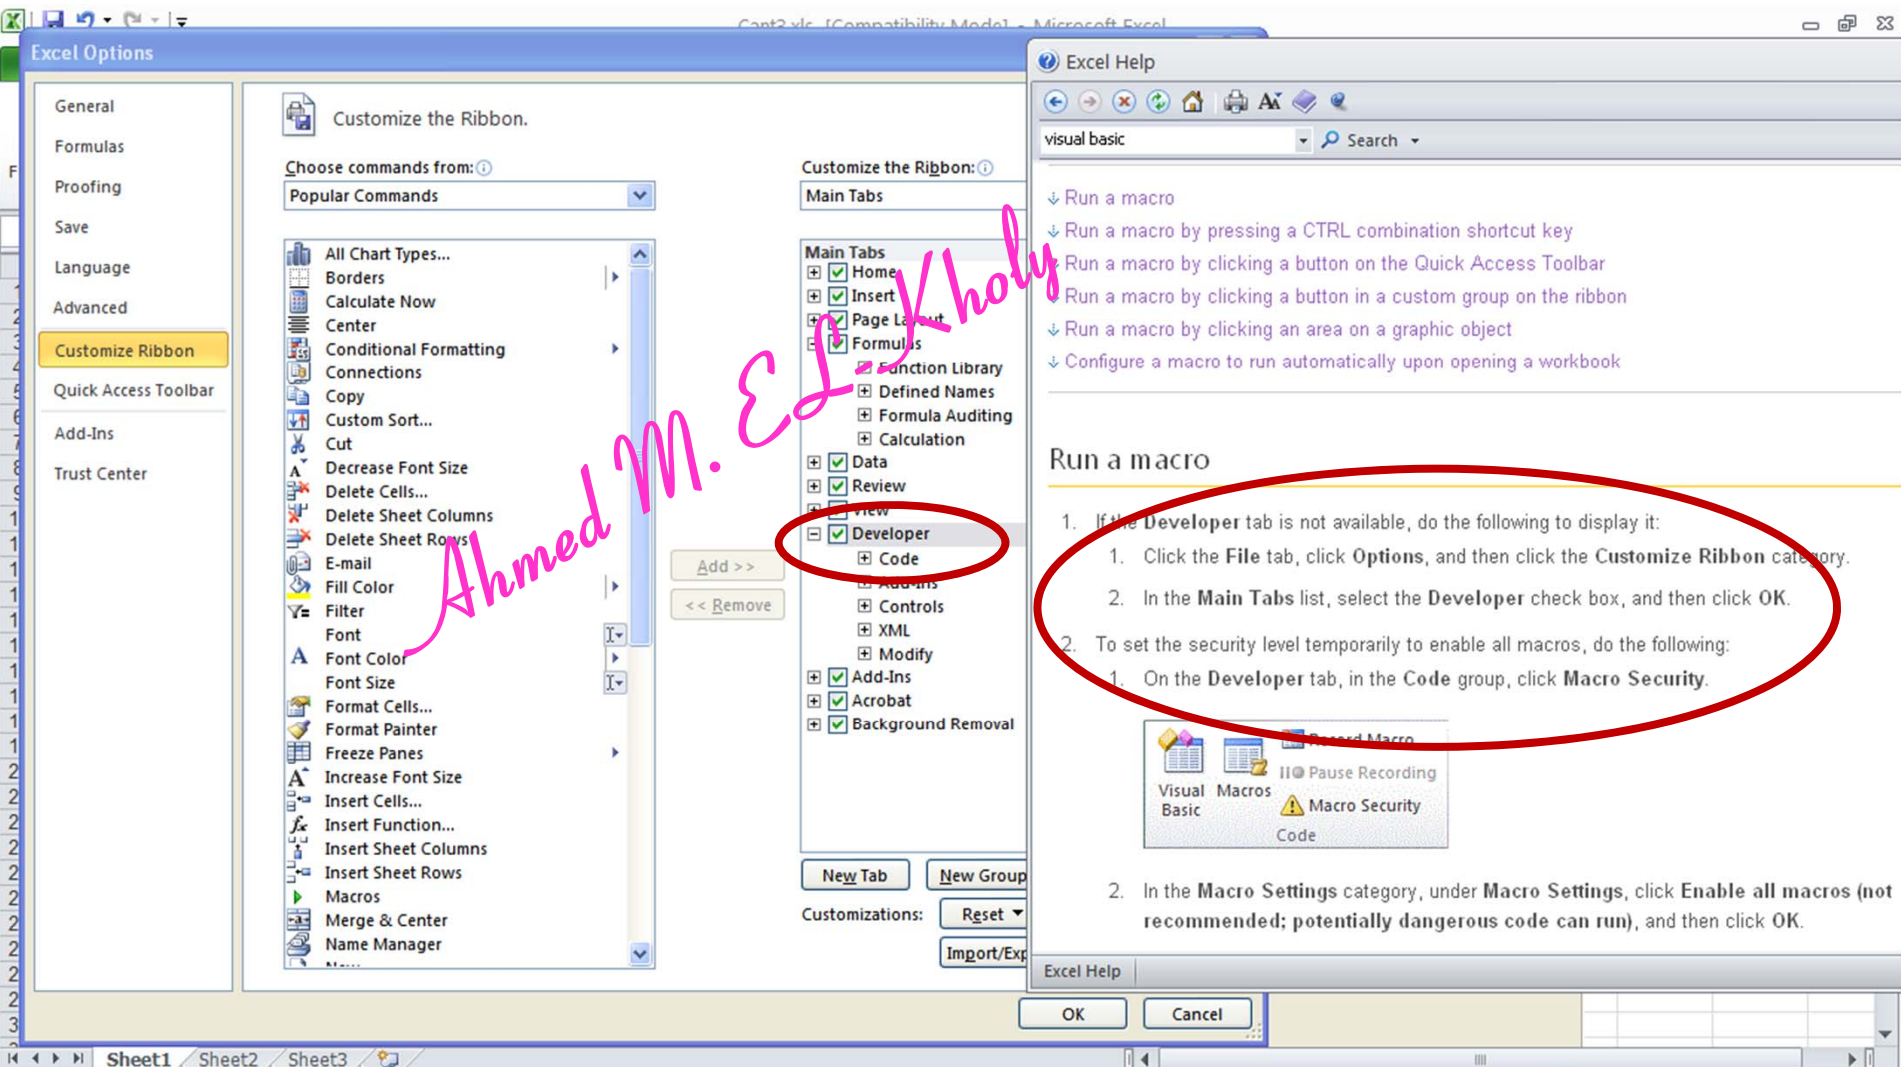 Cant3.xls [Compatibility Mode] - Microsoft Excel
Excel Options
General
Formulas
Proofing
Save
Language
Advanced
Customize Ribbon
Quick Access Toolbar
Add-Ins
Trust Center
Customize the Ribbon.
Choose commands from:
Popular Commands
All Chart Types...
Borders
Calculate Now
Center
Conditional Formatting
Connections
Copy
Custom Sort...
Cut
Decrease Font Size
Delete Cells...
Delete Sheet Columns
Delete Sheet Rows
E-mail
Fill Color
Filter
Font
Font Color
Font Size
Format Cells...
Format Painter
Freeze Panes
Increase Font Size
Insert Cells...
Insert Function...
Insert Sheet Columns
Insert Sheet Rows
Macros
Merge & Center
Name Manager
Add >>
<< Remove
Customize the Ribbon:
Main Tabs
Main Tabs
Home
Insert
Page Layout
Formulas
Function Library
Defined Names
Formula Auditing
Calculation
Data
Review
View
Developer
Code
Add-Ins
Controls
XML
Modify
Add-Ins
Acrobat
Background Removal
New Tab
New Group
Customizations:
Reset
Import/Exp
OK
Cancel
Ahmed M. EL-Kholy
Excel Help
visual basic
Search
Run a macro
Run a macro by pressing a CTRL combination shortcut key
Run a macro by clicking a button on the Quick Access Toolbar
Run a macro by clicking a button in a custom group on the ribbon
Run a macro by clicking an area on a graphic object
Configure a macro to run automatically upon opening a workbook
Run a macro
1. If the Developer tab is not available, do the following to display it:
1. Click the File tab, click Options, and then click the Customize Ribbon category.
2. In the Main Tabs list, select the Developer check box, and then click OK.
2. To set the security level temporarily to enable all macros, do the following:
1. On the Developer tab, in the Code group, click Macro Security.
Visual Basic
Macros
Record Macro
Pause Recording
Macro Security
Code
2. In the Macro Settings category, under Macro Settings, click Enable all macros (not
recommended; potentially dangerous code can run), and then click OK.
Excel Help
Sheet1
Sheet2
Sheet3